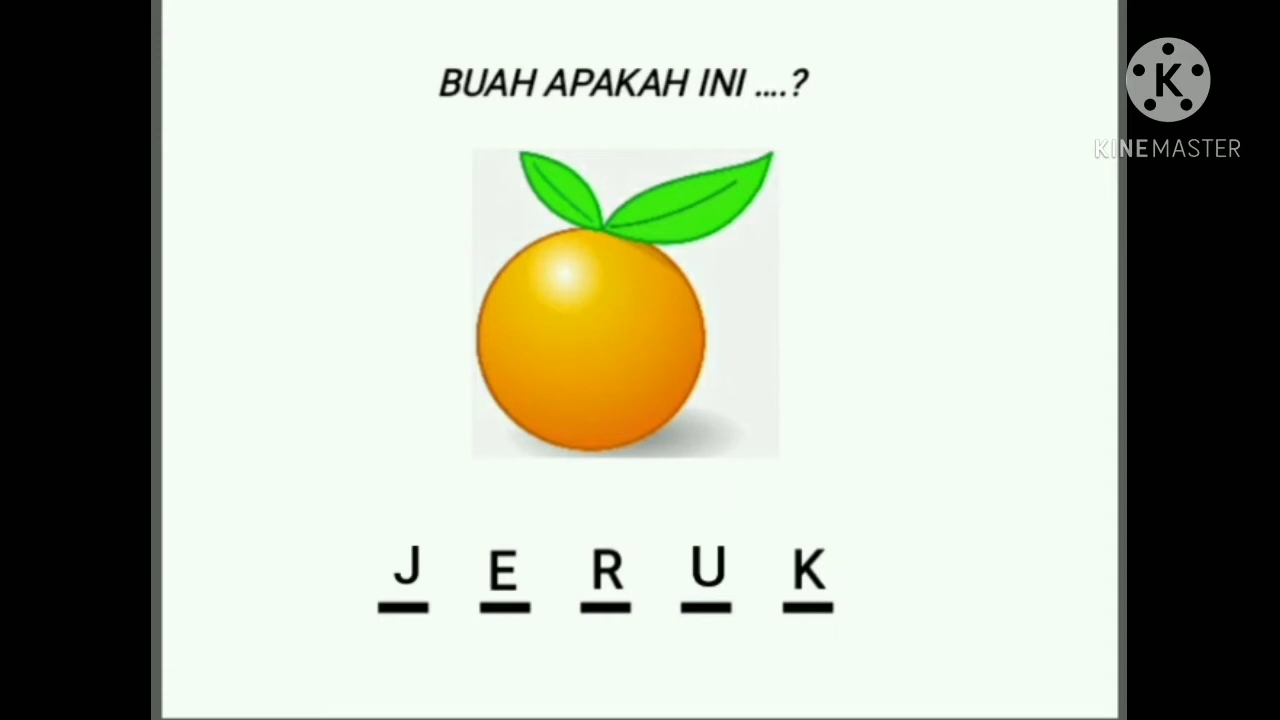 BUAH APAKAH INI ....?
K
KINEMASTER
J E R U K